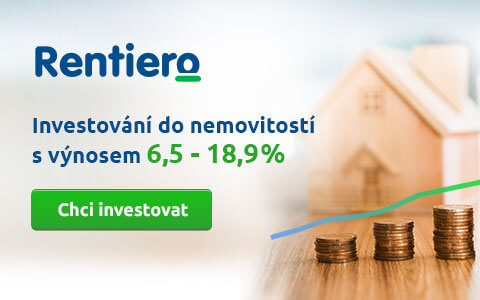 Rentiero
Investování do nemovitostí
s výnosem 6,5 - 18,9%
Chci investovat